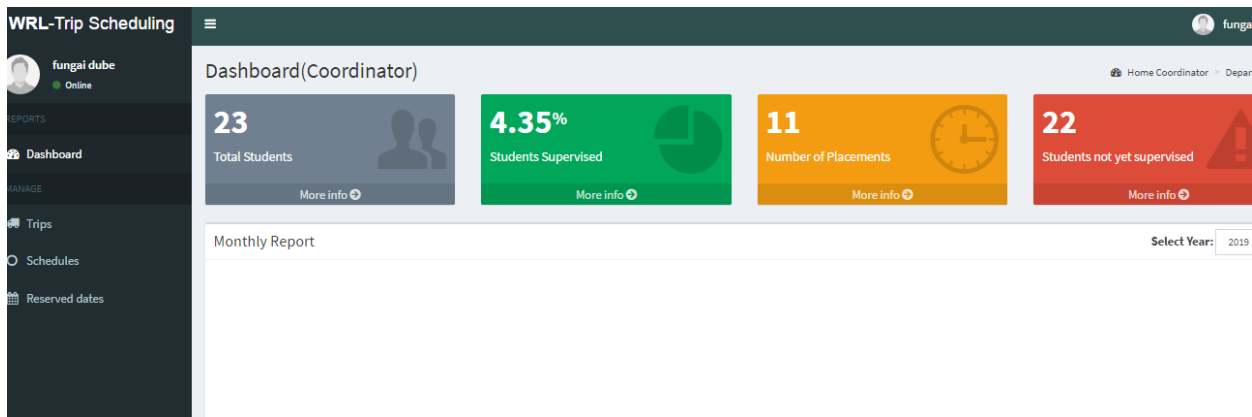 WRL-Trip Scheduling
funga
fungai dube
Online
REPORTS
Dashboard
MANAGE
Trips
Schedules
Reserved dates
Dashboard(Coordinator)
Home Coordinator > Depar
23
Total Students
More info
4.35%
Students Supervised
More info
11
Number of Placements
More info
22
Students not yet supervised
More info
Monthly Report
Select Year: 2019